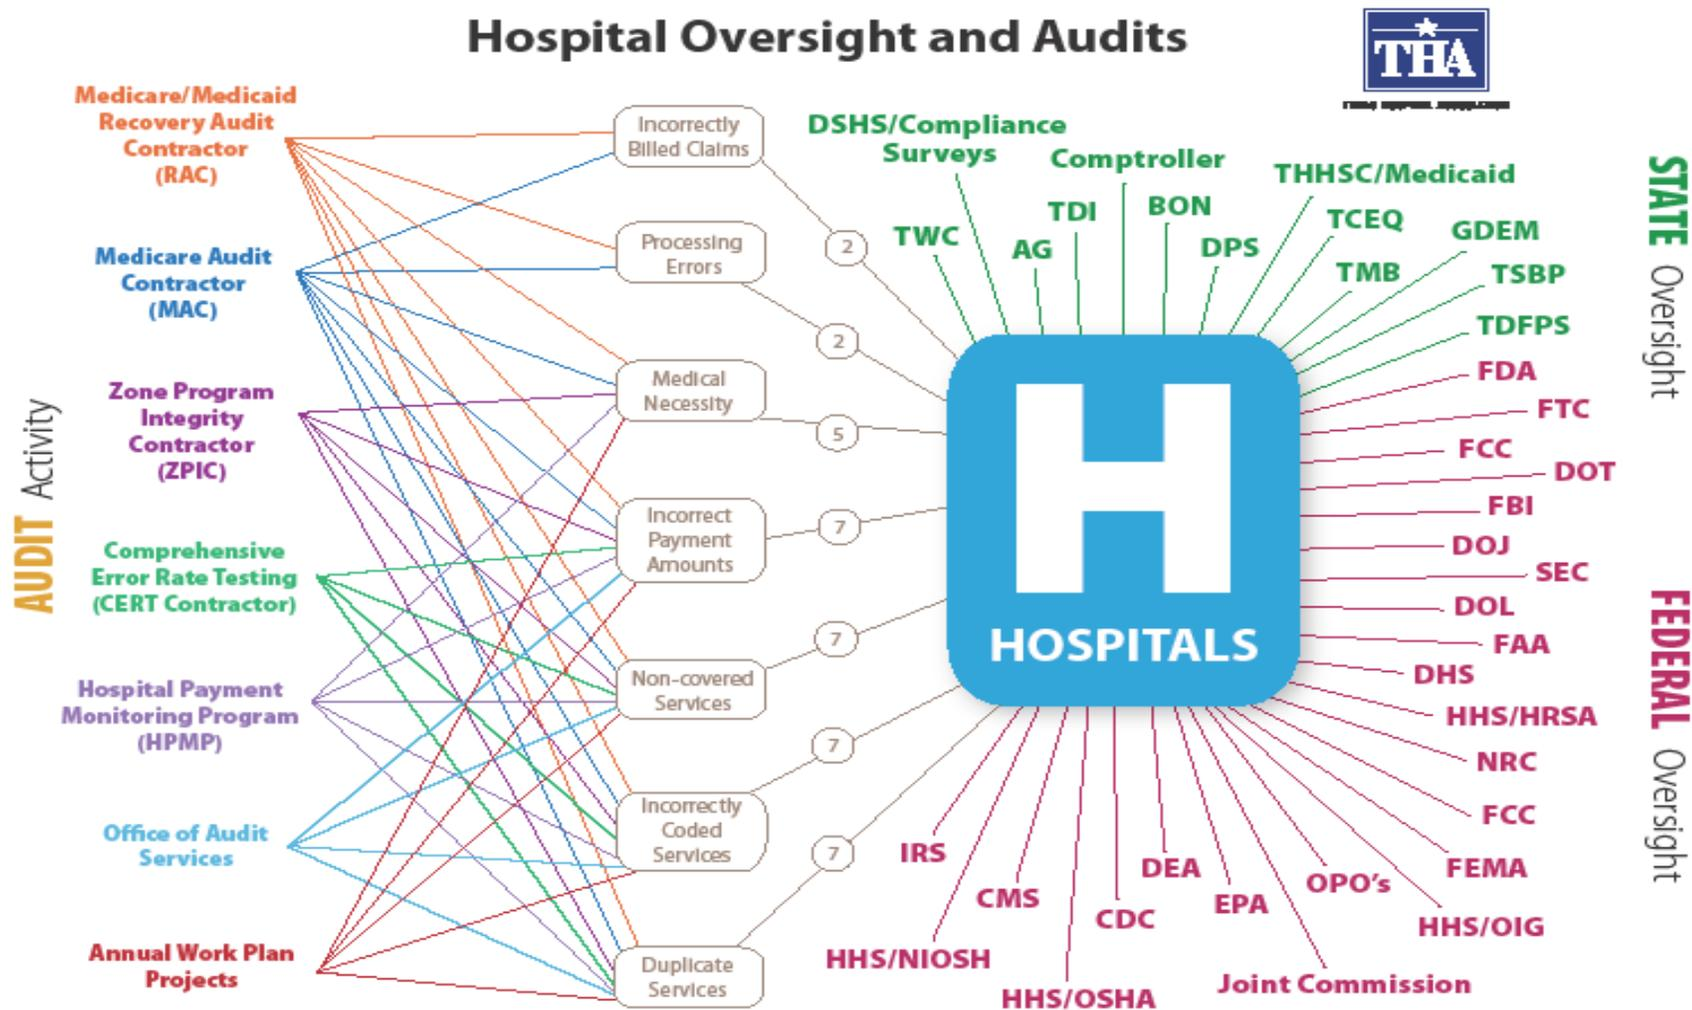 Hospital Oversight and Audits
THA
AUDIT Activity
Medicare/Medicaid
Recovery Audit
Contractor
(RAC)
Medicare Audit
Contractor
(MAC)
Zone Program
Integrity
Contractor
(ZPIC)
Comprehensive
Error Rate Testing
(CERT Contractor)
Hospital Payment
Monitoring Program
(HPMP)
Office of Audit
Services
Annual Work Plan
Projects
Incorrectly
Billed Claims
Processing
Errors
Medical
Necessity
Incorrect
Payment
Amounts
Non-covered
Services
Incorrectly
Coded
Services
Duplicate
Services
2
2
5
7
7
7
7
H
HOSPITALS
STATE Oversight
DSHS/Compliance
Surveys
Comptroller
THHSC/Medicaid
TWC
AG
TDI
BON
DPS
TCEQ
GDEM
TMB
TSBP
TDFPS
FEDERAL Oversight
FDA
FTC
FCC
DOT
FBI
DOJ
SEC
DOL
FAA
DHS
HHS/HRSA
NRC
FCC
FEMA
HHS/OIG
OPO's
Joint Commission
EPA
DEA
CDC
HHS/OSHA
CMS
HHS/NIOSH
IRS